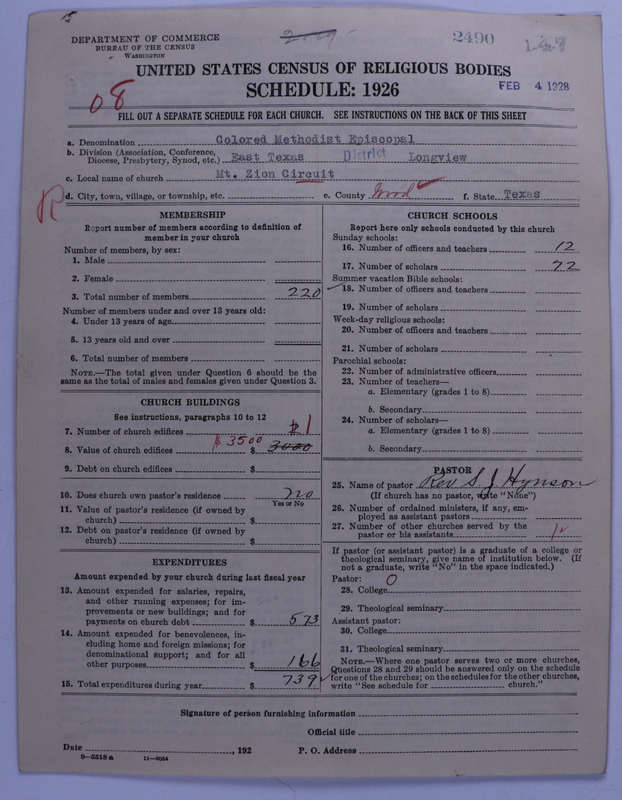 DEPARTMENT OF COMMERCE
BUREAU OF THE CENSUS
WASHINGTON
2490
UNITED STATES CENSUS OF RELIGIOUS BODIES
SCHEDULE: 1926
FEB 4 1928
08
FILL OUT A SEPARATE SCHEDULE FOR EACH CHURCH. SEE INSTRUCTIONS ON THE BACK OF THIS SHEET
a. Denomination Colored Methodist Episcopal
b. Division (Association, Conference, Diocese, Presbytery, Synod, etc.) East Texas District Longview
c. Local name of church Mt. Zion Circuit
R
d. City, town, village, or township, etc. e. County Wood f. State Texas
MEMBERSHIP
Report number of members according to definition of
member in your church
Number of members, by sex:
1. Male
2. Female
3. Total number of members 220
Number of members under and over 13 years old:
4. Under 13 years of age
5. 13 years old and over
6. Total number of members
NOTE.—The total given under Question 6 should be the
same as the total of males and females given under Question 3.
CHURCH BUILDINGS
See instructions, paragraphs 10 to 12
7. Number of church edifices 1
$ 3500
8. Value of church edifices $ 3000
9. Debt on church edifices $
10. Does church own pastor's residence no
Yes or No
11. Value of pastor's residence (if owned by
church) $
12. Debt on pastor's residence (if owned by
church) $
EXPENDITURES
Amount expended by your church during last fiscal year
13. Amount expended for salaries, repairs,
and other running expenses; for im-
provements or new buildings; and for
payments on church debt $ 573
14. Amount expended for benevolences, in-
cluding home and foreign missions; for
denominational support; and for all
other purposes $ 166
15. Total expenditures during year $ 739
CHURCH SCHOOLS
Report here only schools conducted by this church
Sunday schools:
16. Number of officers and teachers 12
17. Number of scholars 72
Summer vacation Bible schools:
18. Number of officers and teachers
19. Number of scholars
Week-day religious schools:
20. Number of officers and teachers
21. Number of scholars
Parochial schools:
22. Number of administrative officers
23. Number of teachers—
a. Elementary (grades 1 to 8)
b. Secondary
24. Number of scholars—
a. Elementary (grades 1 to 8)
b. Secondary
PASTOR
25. Name of pastor Rev S J Hynson
(If church has no pastor, write "None")
26. Number of ordained ministers, if any, em-
ployed as assistant pastors
27. Number of other churches served by the
pastor or his assistants
If pastor (or assistant pastor) is a graduate of a college or
theological seminary, give name of institution below. (If
not a graduate, write "No" in the space indicated.)
Pastor: 0
28. College
29. Theological seminary
Assistant pastor:
30. College
31. Theological seminary
NOTE.—Where one pastor serves two or more churches,
Questions 28 and 29 should be answered only on the schedule
for one of the churches; on the schedules for the other churches,
write "See schedule for church."
Signature of person furnishing information
Official title
Date , 192 P. O. Address
8-5518 a 11-9054